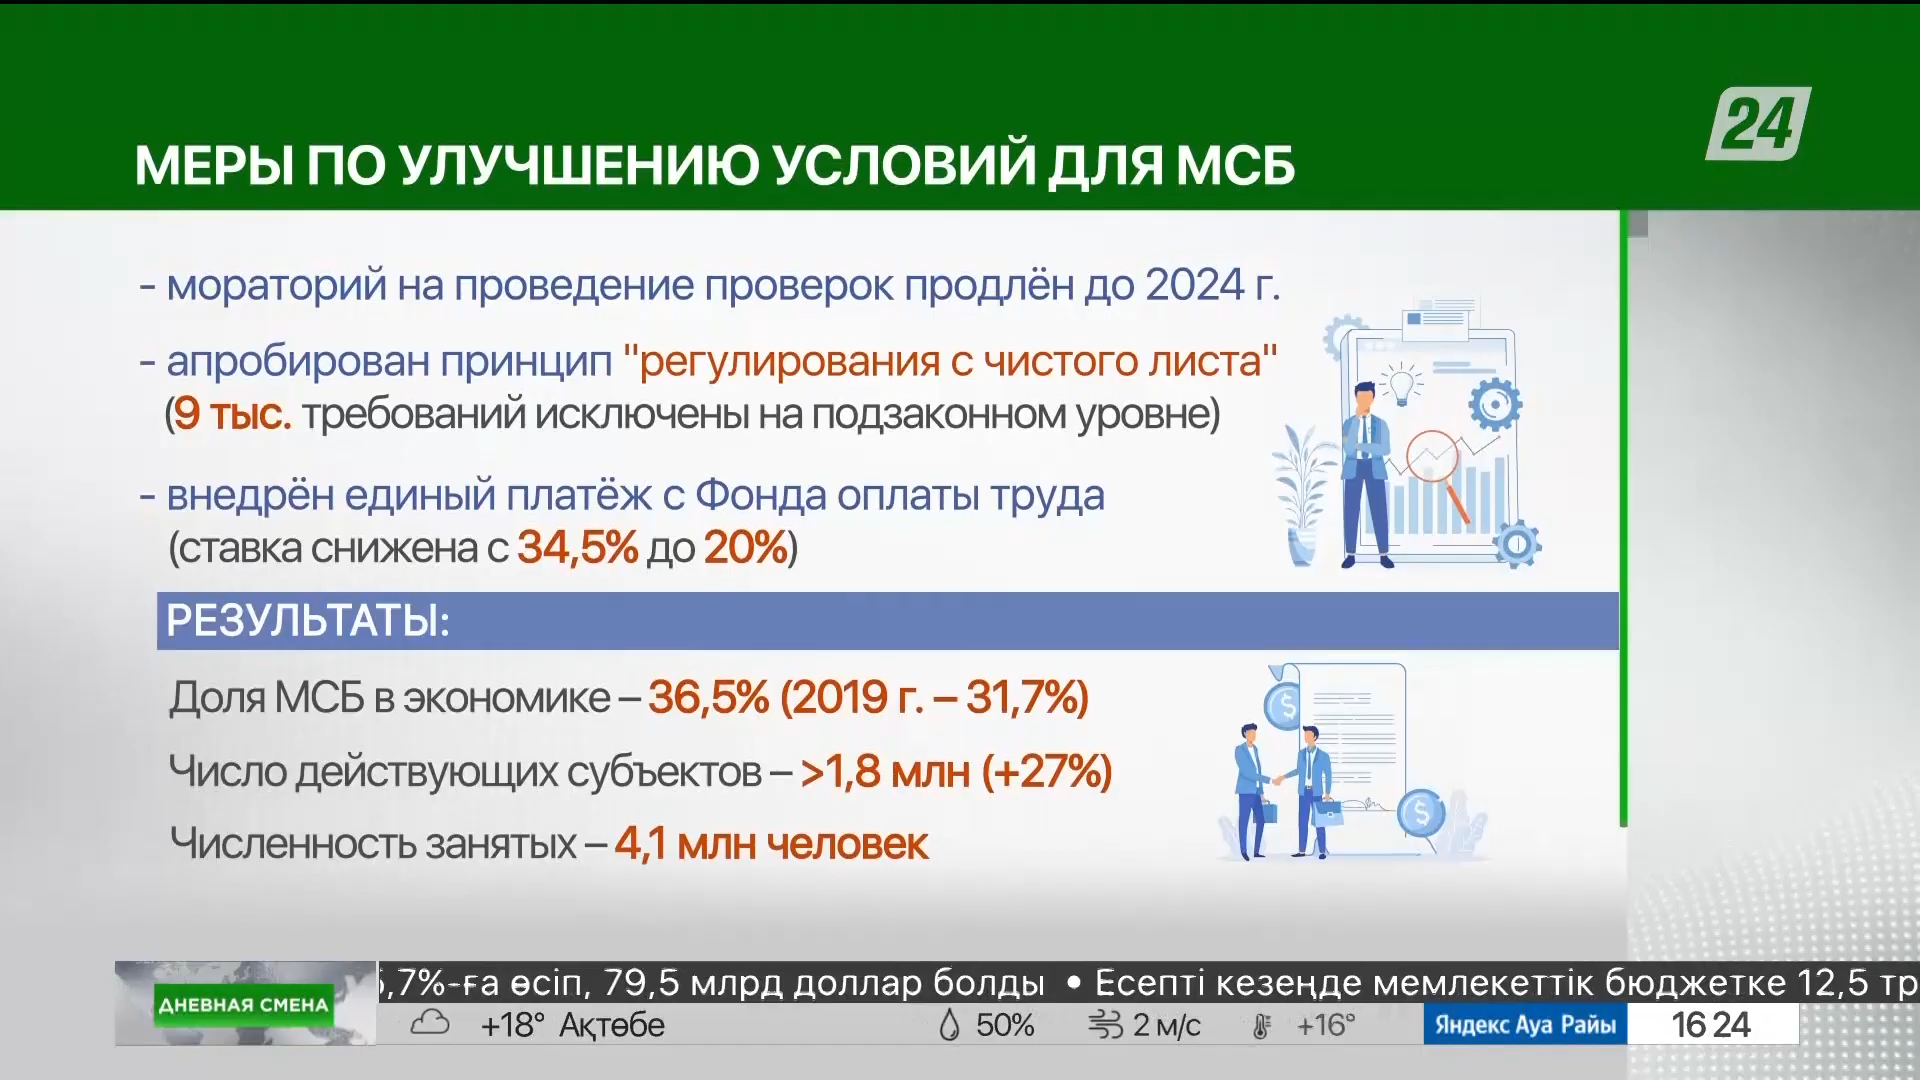 24
МЕРЫ ПО УЛУЧШЕНИЮ УСЛОВИЙ ДЛЯ МСБ
- мораторий на проведение проверок продлён до 2024 г.
- апробирован принцип "регулирования с чистого листа"
(9 тыс. требований исключены на подзаконном уровне)
- внедрён единый платёж с Фонда оплаты труда
(ставка снижена с 34,5% до 20%)
РЕЗУЛЬТАТЫ:
Доля МСБ в экономике – 36,5% (2019 г. – 31,7%)
Число действующих субъектов – >1,8 млн (+27%)
Численность занятых – 4,1 млн человек
ДНЕВНАЯ СМЕНА
,7%-ға өсіп, 79,5 млрд доллар болды • Есепті кезеңде мемлекеттік бюджетке 12,5 тр
+18° Ақтөбе 50% 2 м/с +16° Яндекс Ауа Райы 16 24